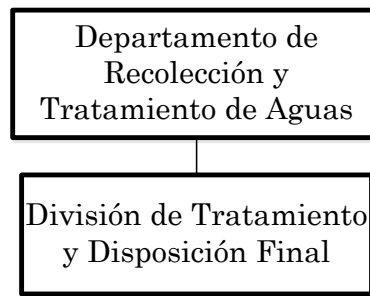 Departamento de
Recolección y
Tratamiento de Aguas
División de Tratamiento
y Disposición Final